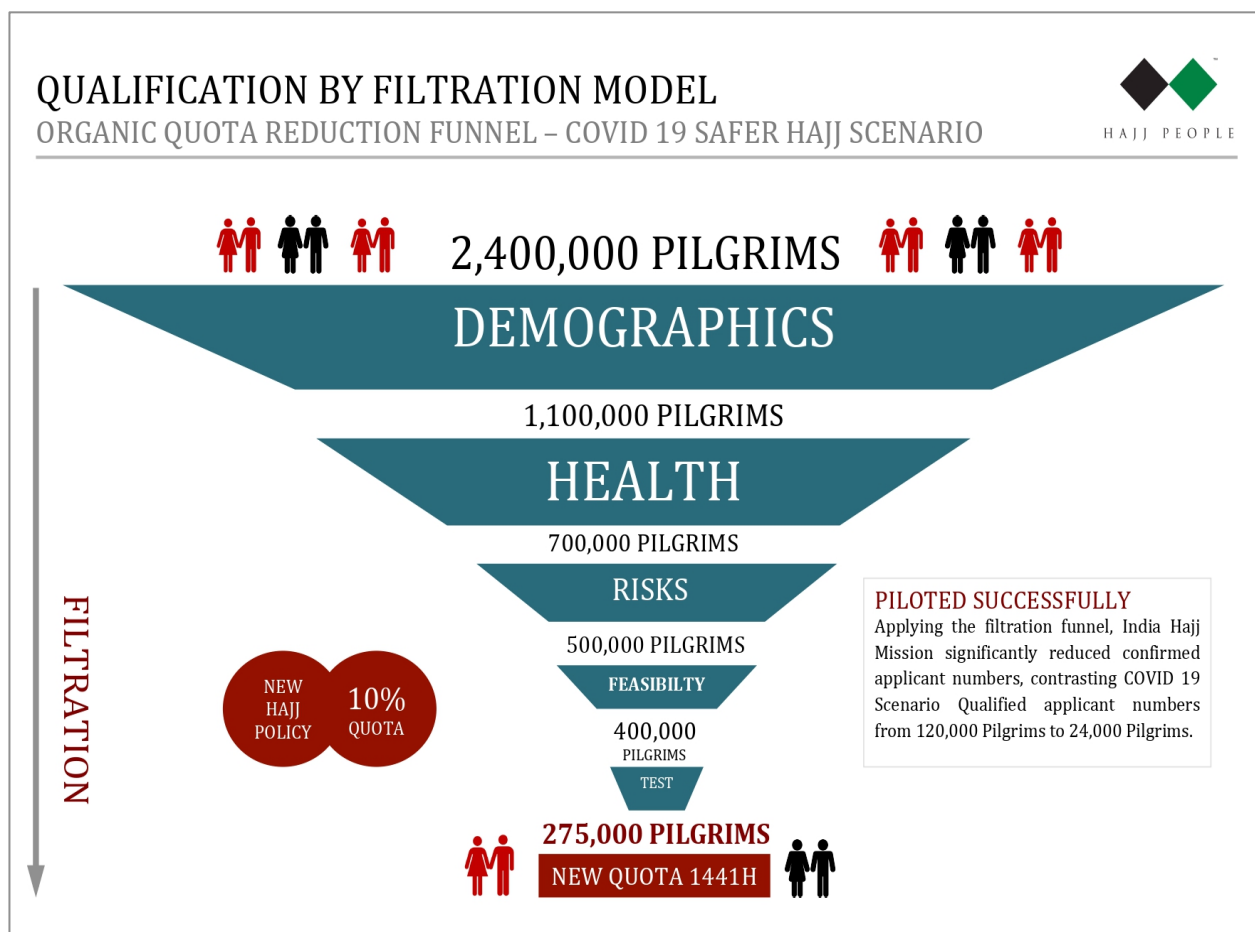 QUALIFICATION BY FILTRATION MODEL
ORGANIC QUOTA REDUCTION FUNNEL – COVID 19 SAFER HAJJ SCENARIO
HAJJ PEOPLE
2,400,000 PILGRIMS
DEMOGRAPHICS
1,100,000 PILGRIMS
HEALTH
700,000 PILGRIMS
RISKS
500,000 PILGRIMS
FEASIBILTY
400,000
PILGRIMS
TEST
275,000 PILGRIMS
NEW QUOTA 1441H
FILTRATION
NEW
HAJJ
POLICY
10%
QUOTA
PILOTED SUCCESSFULLY
Applying the filtration funnel, India Hajj
Mission significantly reduced confirmed
applicant numbers, contrasting COVID 19
Scenario Qualified applicant numbers
from 120,000 Pilgrims to 24,000 Pilgrims.